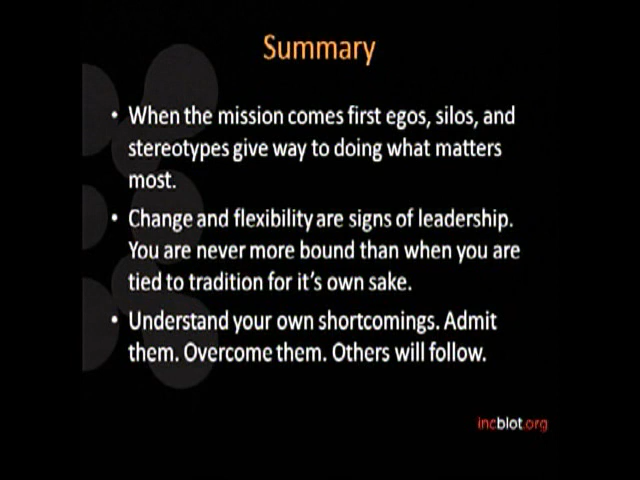 Summary
• When the mission comes first egos, silos, and
stereotypes give way to doing what matters
most.
• Change and flexibility are signs of leadership.
You are never more bound than when you are
tied to tradition for it's own sake.
• Understand your own shortcomings. Admit
them. Overcome them. Others will follow.
incblot.org